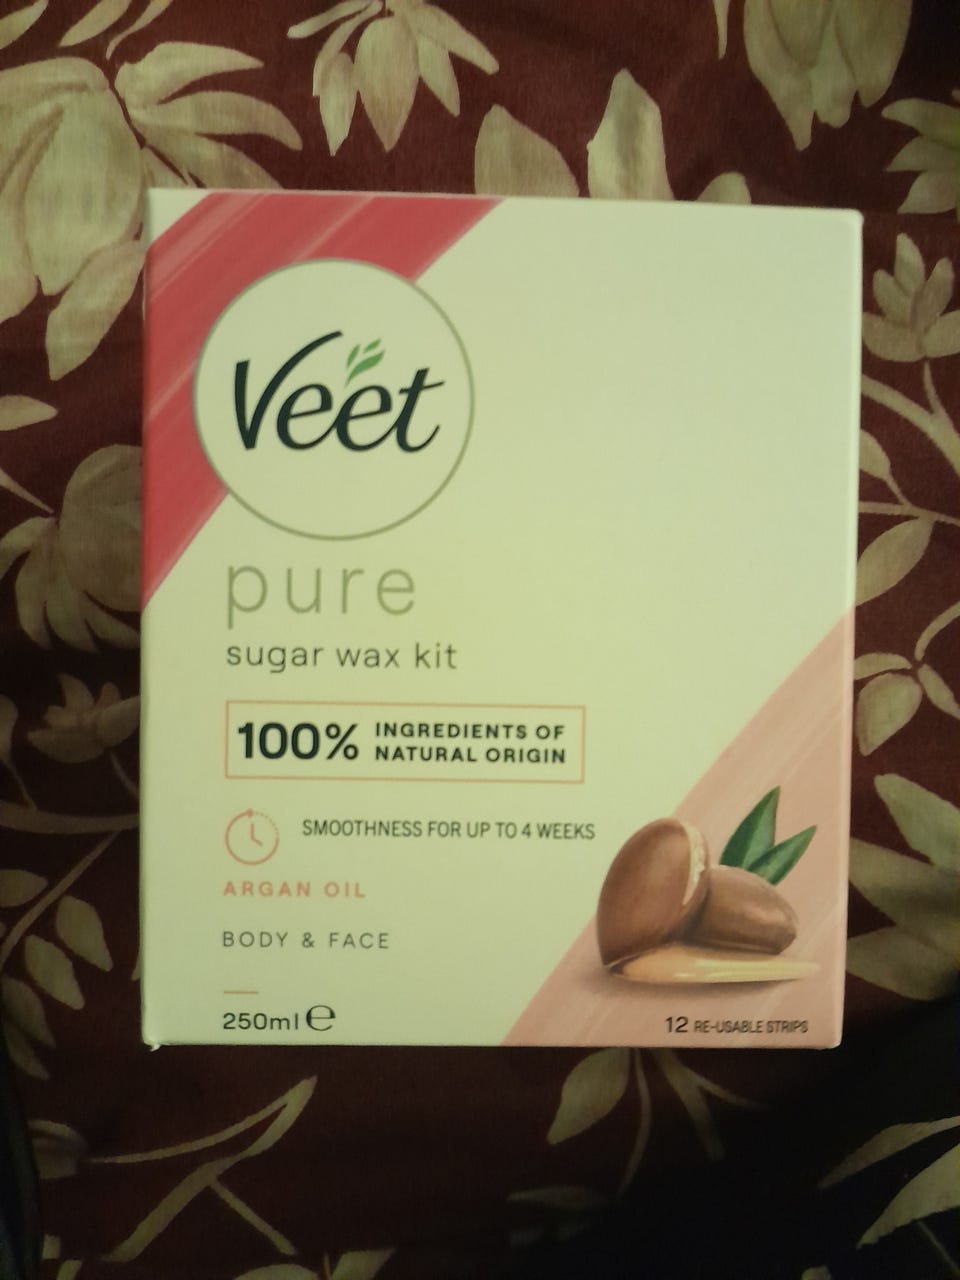 Veet
pure
sugar wax kit
100% INGREDIENTS OF
NATURAL ORIGIN
SMOOTHNESS FOR UP TO 4 WEEKS
ARGAN OIL
BODY & FACE
250ml ℮
12 RE-USABLE STRIPS